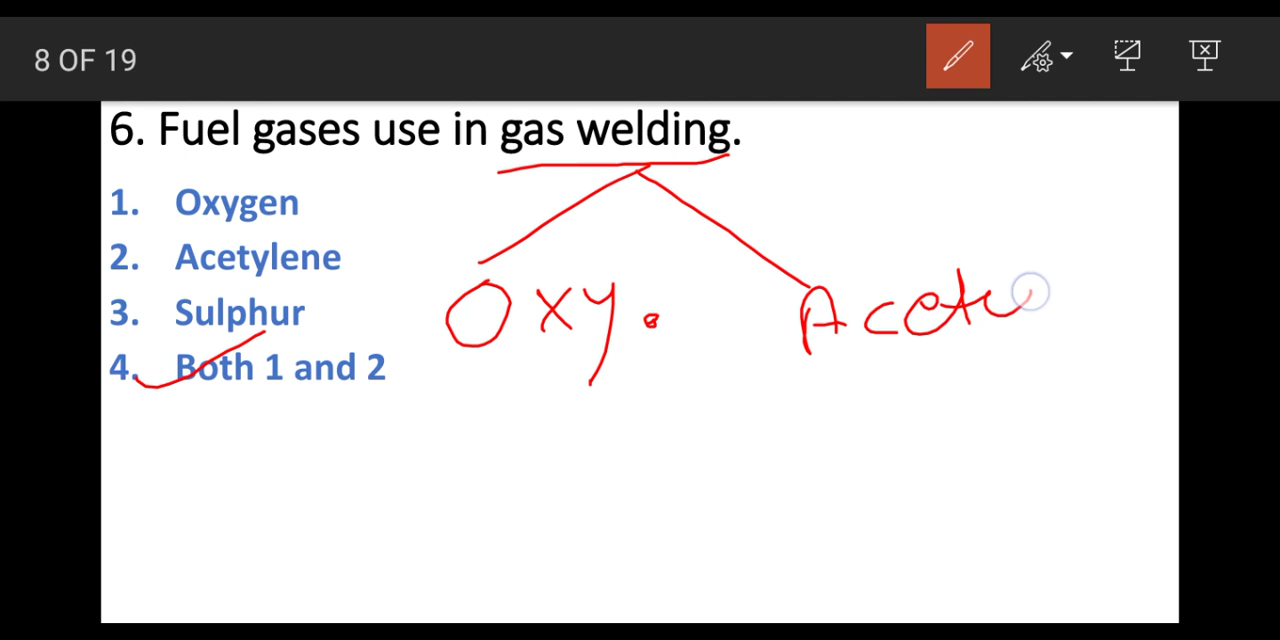 8 OF 19
6. Fuel gases use in gas welding.
1. Oxygen
2. Acetylene
3. Sulphur
4. Both 1 and 2
Oxy. Acety